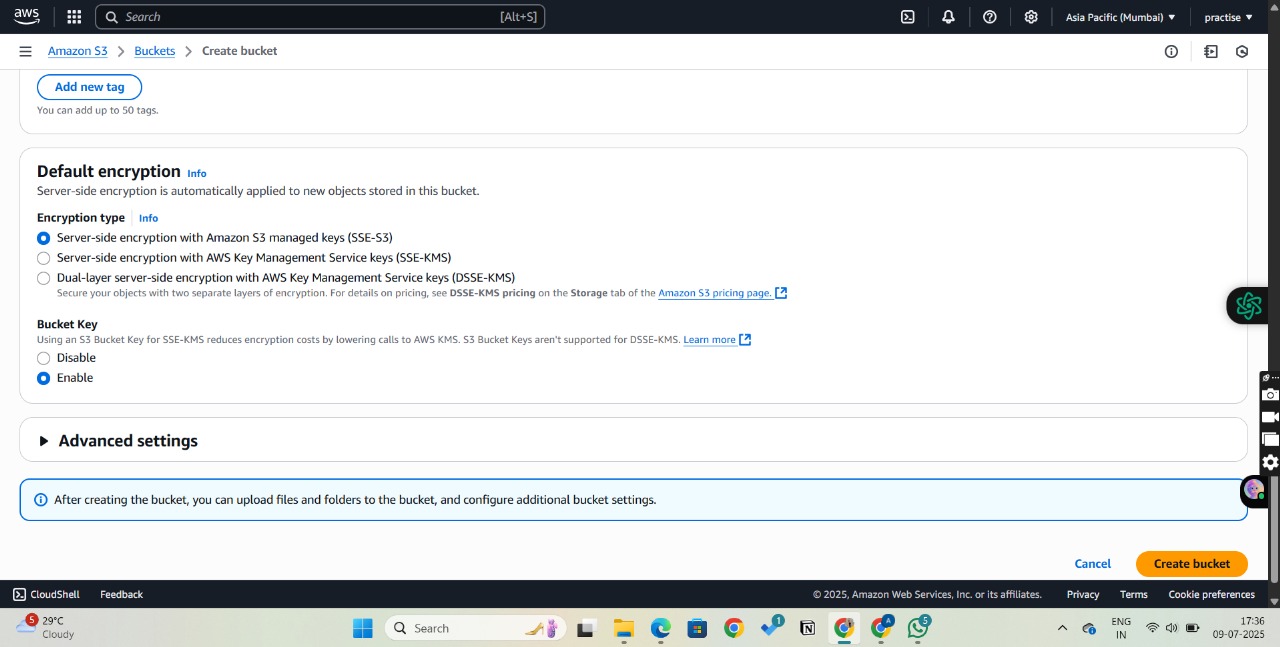 aws
Search [Alt+S]
Asia Pacific (Mumbai) ▼ practise ▼
Amazon S3 > Buckets > Create bucket
Add new tag
You can add up to 50 tags.
Default encryption Info
Server-side encryption is automatically applied to new objects stored in this bucket.
Encryption type Info
Server-side encryption with Amazon S3 managed keys (SSE-S3)
Server-side encryption with AWS Key Management Service keys (SSE-KMS)
Dual-layer server-side encryption with AWS Key Management Service keys (DSSE-KMS)
Secure your objects with two separate layers of encryption. For details on pricing, see DSSE-KMS pricing on the Storage tab of the Amazon S3 pricing page.
Bucket Key
Using an S3 Bucket Key for SSE-KMS reduces encryption costs by lowering calls to AWS KMS. S3 Bucket Keys aren't supported for DSSE-KMS. Learn more
Disable
Enable
Advanced settings
After creating the bucket, you can upload files and folders to the bucket, and configure additional bucket settings.
Cancel Create bucket
CloudShell Feedback © 2025, Amazon Web Services, Inc. or its affiliates. Privacy Terms Cookie preferences
5 29°C
Cloudy
Search
1
A
5
ENG
IN
17:36
09-07-2025